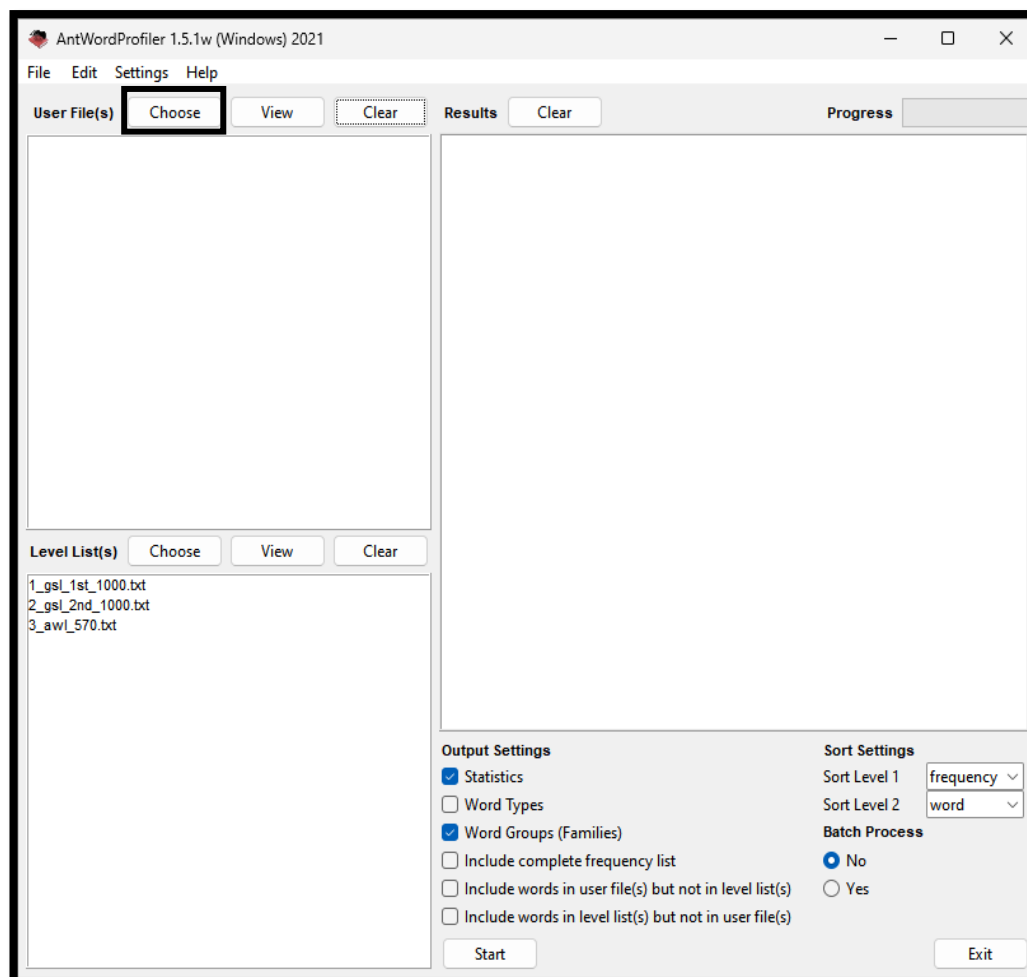 AntWordProfiler 1.5.1w (Windows) 2021
File Edit Settings Help
User File(s) Choose View Clear Results Clear Progress
Level List(s) Choose View Clear
1_gsl_1st_1000.txt
2_gsl_2nd_1000.txt
3_awl_570.txt
Output Settings Sort Settings
Statistics Sort Level 1 frequency
Word Types Sort Level 2 word
Word Groups (Families) Batch Process
Include complete frequency list No
Include words in user file(s) but not in level list(s) Yes
Include words in level list(s) but not in user file(s)
Start Exit